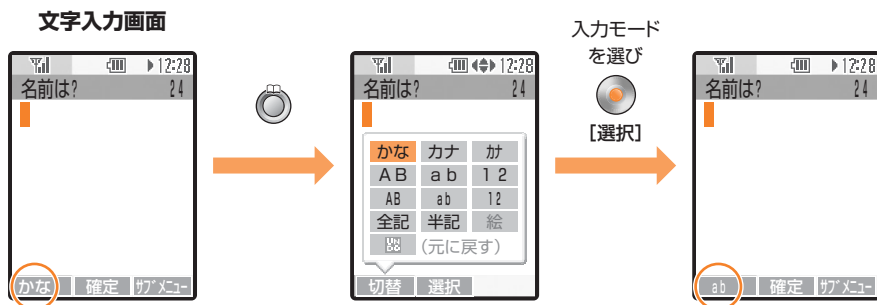 文字入力画面
12:28
名前は? 24
かな 確定 ｻﾌﾞﾒﾆｭｰ
12:28
名前は? 24
かな カナ ｶﾅ
ＡＢ ａｂ １２
AB ab 12
全記 半記 絵
(元に戻す)
切替 選択
入力モード
を選び
[選択]
12:28
名前は? 24
ab 確定 ｻﾌﾞﾒﾆｭｰ